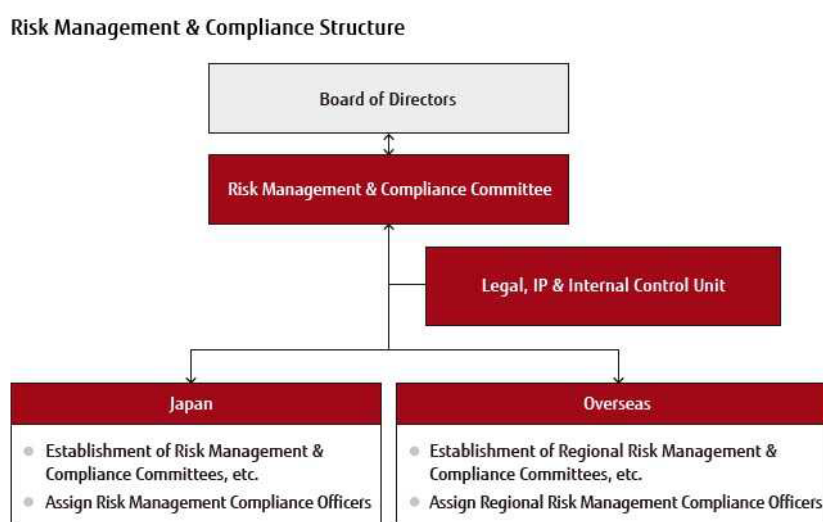 Risk Management & Compliance Structure
Board of Directors
Risk Management & Compliance Committee
Legal, IP & Internal Control Unit
Japan
Establishment of Risk Management &
Compliance Committees, etc.
Assign Risk Management Compliance Officers
Overseas
Establishment of Regional Risk Management &
Compliance Committees, etc.
Assign Regional Risk Management Compliance Officers